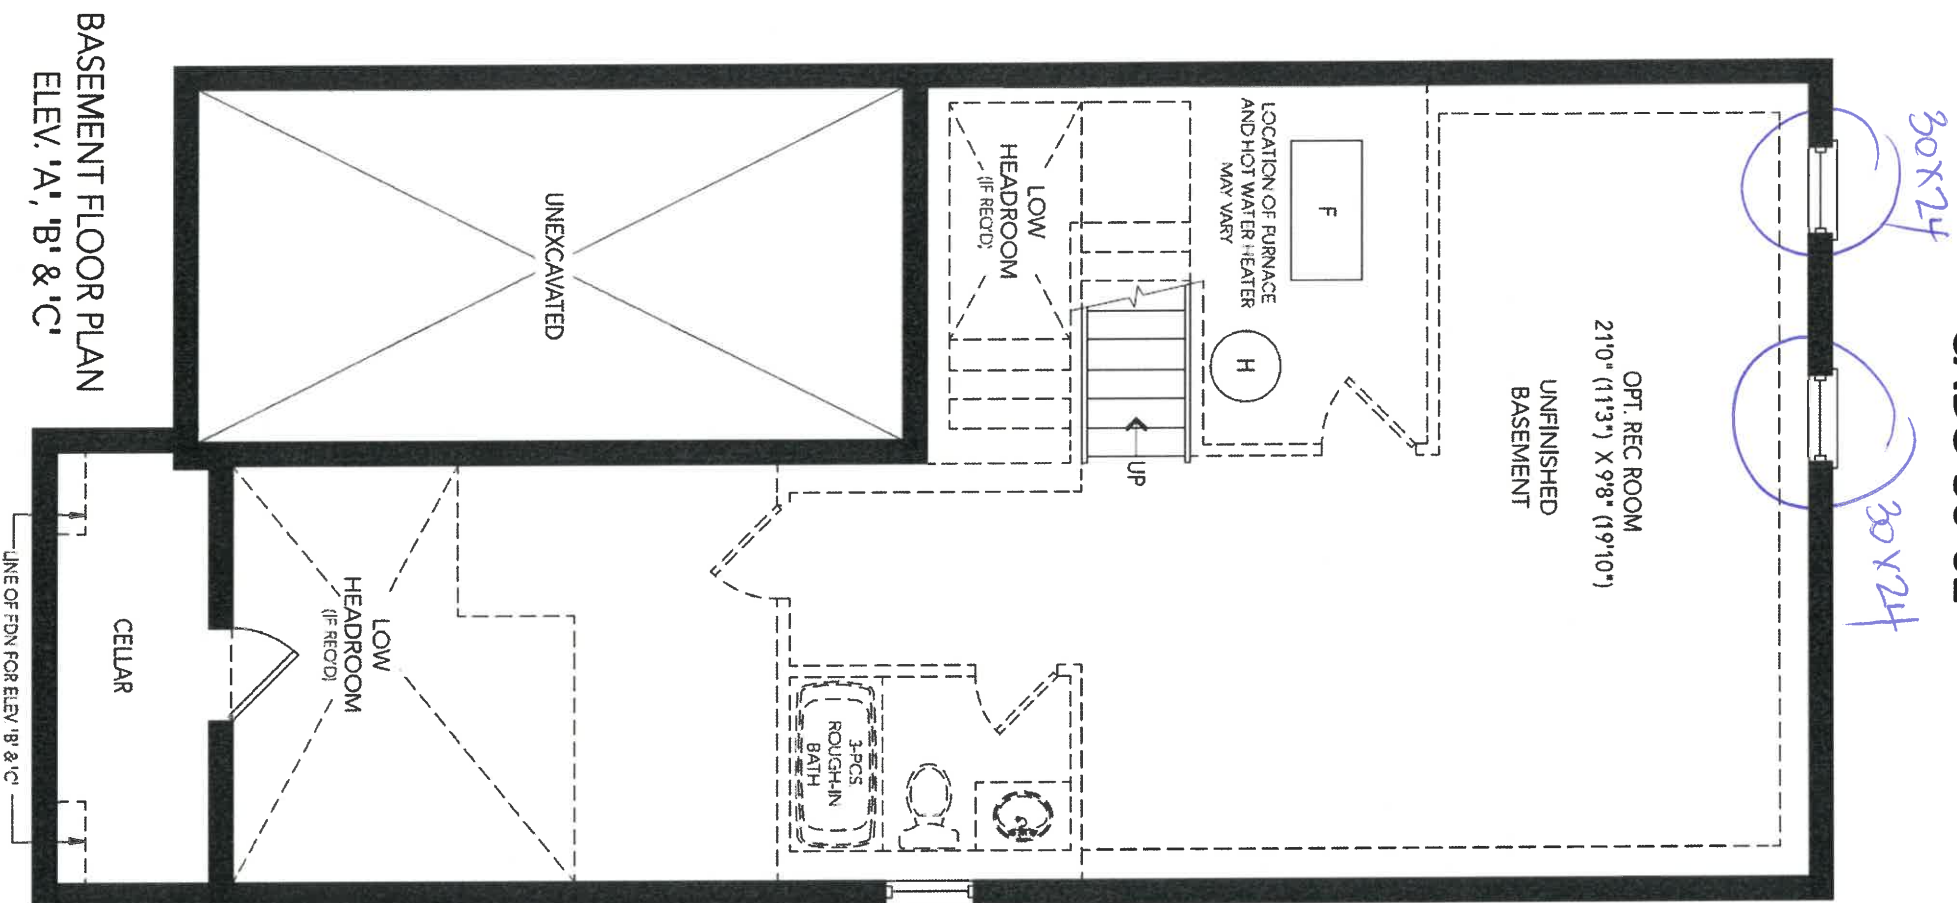 30x24
30x24
OPT. REC ROOM
21'0" (11'3") X 9'8" (19'10")
UNFINISHED
BASEMENT
F
LOCATION OF FURNACE
AND HOT WATER HEATER
MAY VARY
H
UP
LOW
HEADROOM
(IF REQ'D)
3-PCS.
ROUGH-IN
BATH
UNEXCAVATED
LOW
HEADROOM
(IF REQ'D)
CELLAR
LINE OF FDN FOR ELEV 'B' & 'C'
BASEMENT FLOOR PLAN
ELEV. 'A', 'B' & 'C'